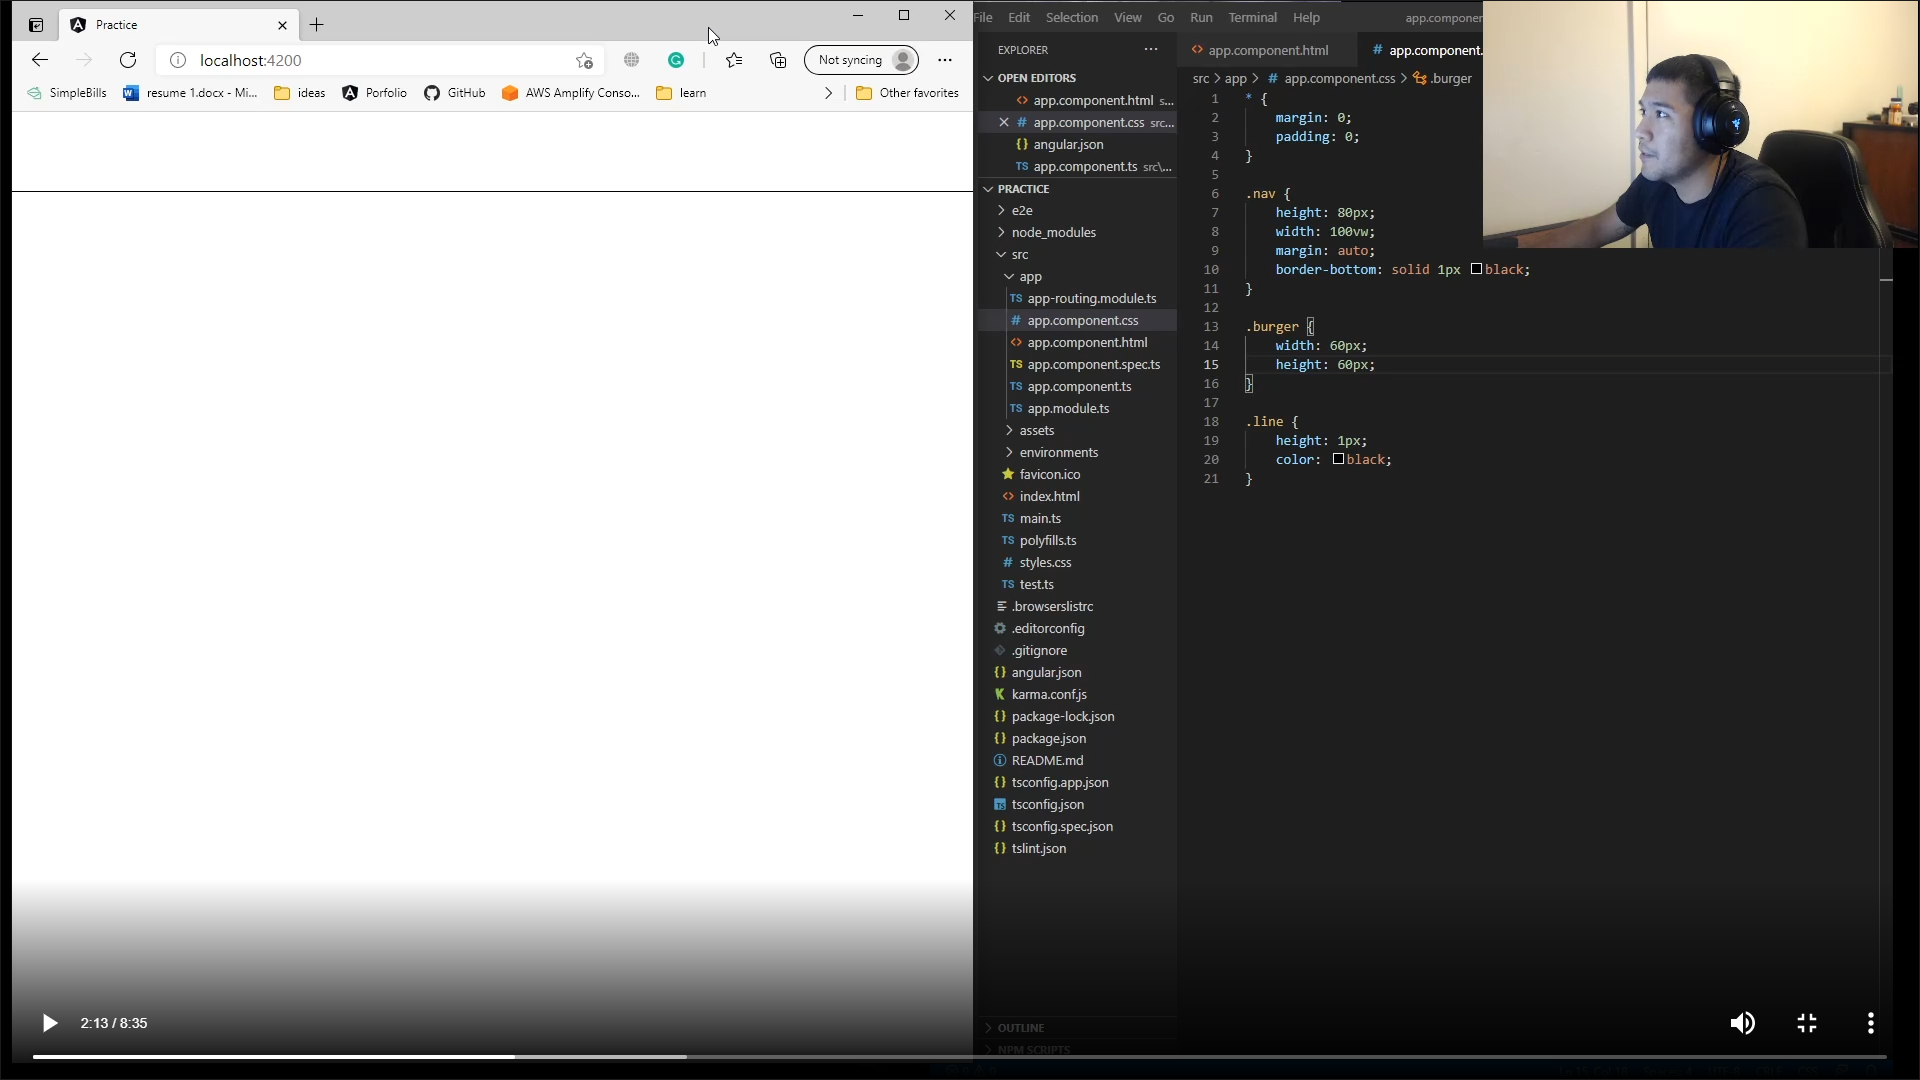 Practice
localhost:4200
Not syncing
SimpleBills
resume 1.docx - Mi...
ideas
Porfolio
GitHub
AWS Amplify Conso...
learn
Other favorites
File Edit Selection View Go Run Terminal Help
app.componen
EXPLORER
OPEN EDITORS
app.component.html s...
app.component.css src...
angular.json
app.component.ts src\...
PRACTICE
e2e
node_modules
src
app
app-routing.module.ts
app.component.css
app.component.html
app.component.spec.ts
app.component.ts
app.module.ts
assets
environments
favicon.ico
index.html
main.ts
polyfills.ts
styles.css
test.ts
.browserslistrc
.editorconfig
.gitignore
angular.json
karma.conf.js
package-lock.json
package.json
README.md
tsconfig.app.json
tsconfig.json
tsconfig.spec.json
tslint.json
OUTLINE
NPM SCRIPTS
app.component.html
app.component.
src > app > # app.component.css > .burger
1 * {
2 margin: 0;
3 padding: 0;
4 }
5
6 .nav {
7 height: 80px;
8 width: 100vw;
9 margin: auto;
10 border-bottom: solid 1px black;
11 }
12
13 .burger {
14 width: 60px;
15 height: 60px;
16 }
17
18 .line {
19 height: 1px;
20 color: black;
21 }
2:13 / 8:35